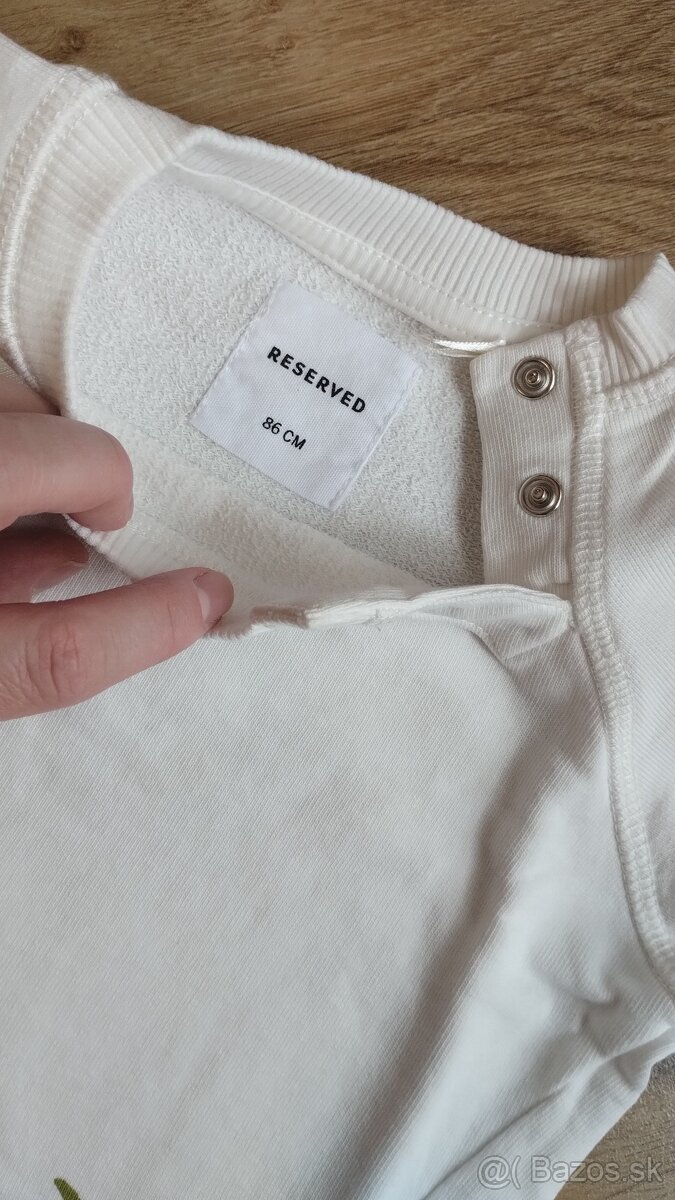 RESERVED
86 CM
@( Bazos.sk